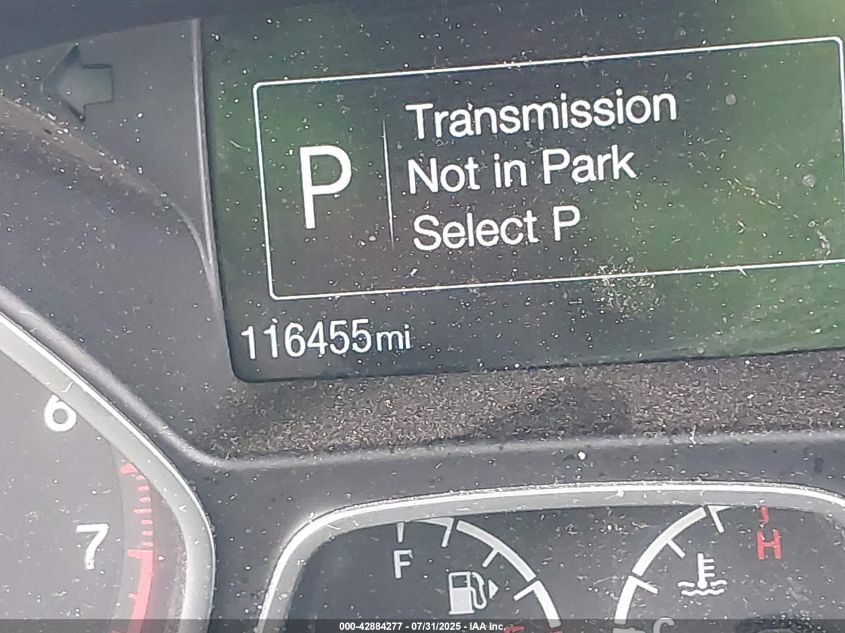 Transmission
P Not in Park
Select P
116455mi
6
7
F
H
C
000-42884277 - 07/31/2025 - IAA Inc.